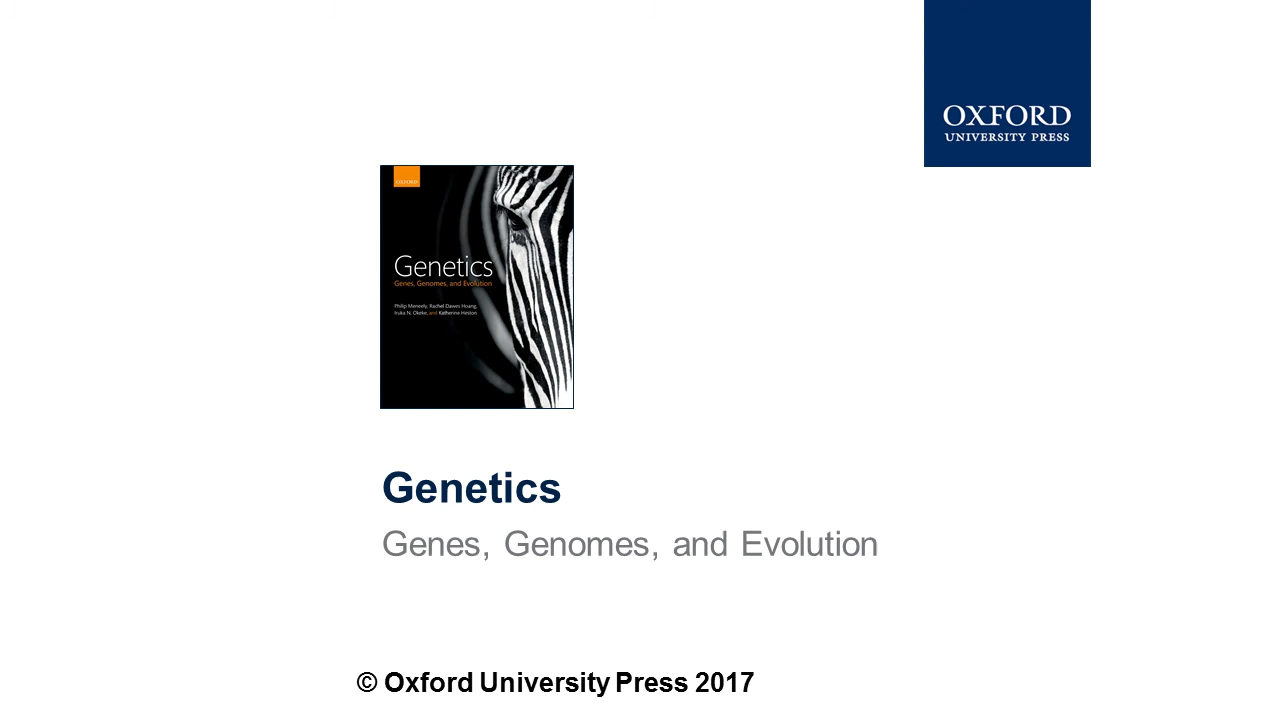 OXFORD
UNIVERSITY PRESS
OXFORD
Genetics
Genes, Genomes, and Evolution
Philip Meneely, Rachel Dawes Hoang,
Iruka N. Okeke, and Katherine Heston
Genetics
Genes, Genomes, and Evolution
© Oxford University Press 2017